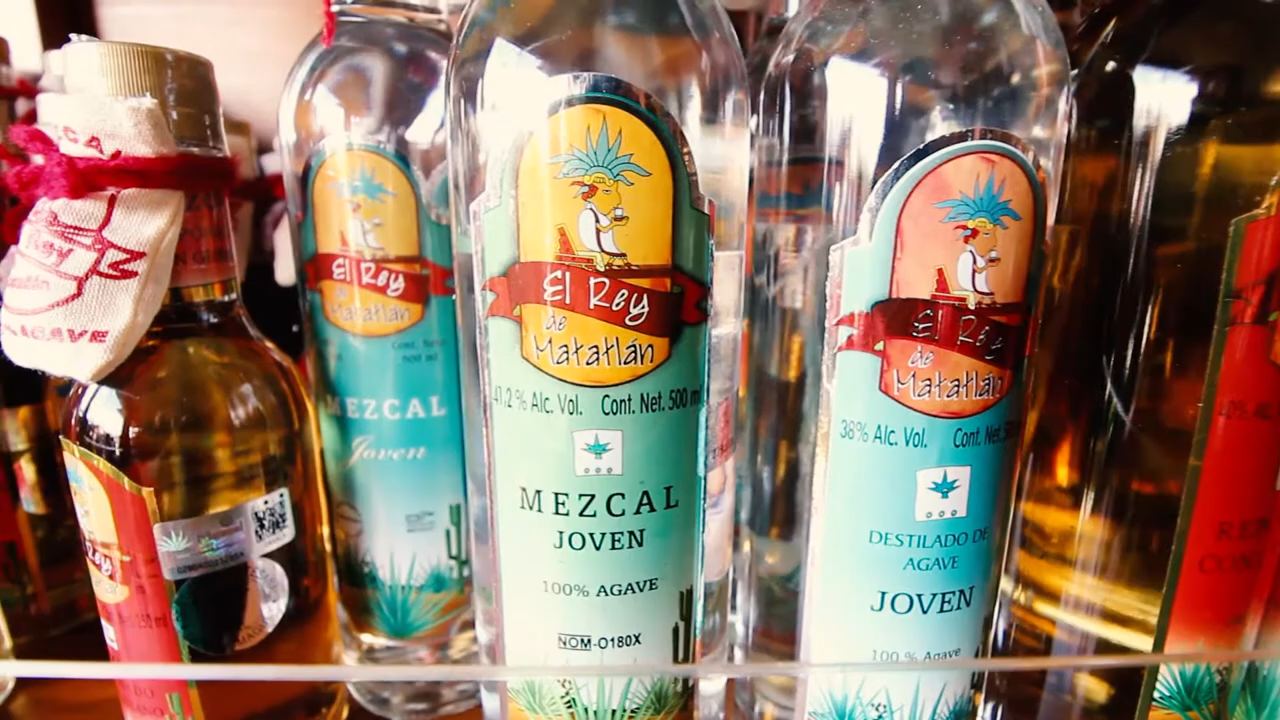 AGAVE
El Rey
Matatlán
MEZCAL
Joven
El Rey
de
Matatlán
41.2 % Alc. Vol. Cont. Net. 500 ml
MEZCAL
JOVEN
100% AGAVE
NOM-O180X
El Rey
de
Matatlán
38% Alc. Vol. Cont. Net.
DESTILADO DE
AGAVE
JOVEN
100 % Agave